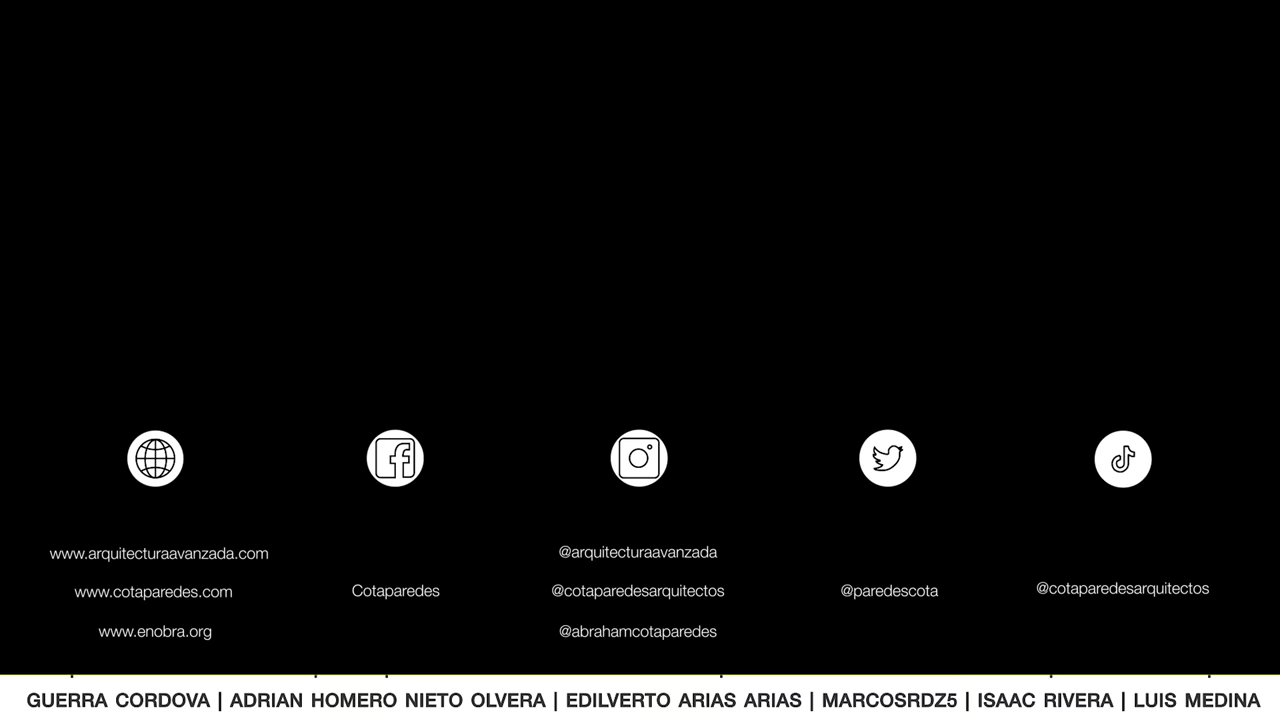 www.arquitecturaavanzada.com
www.cotaparedes.com
www.enobra.org
Cotaparedes
@arquitecturaavanzada
@cotaparedesarquitectos
@abrahamcotaparedes
@paredescota
@cotaparedesarquitectos
GUERRA CORDOVA | ADRIAN HOMERO NIETO OLVERA | EDILVERTO ARIAS ARIAS | MARCOSRDZ5 | ISAAC RIVERA | LUIS MEDINA